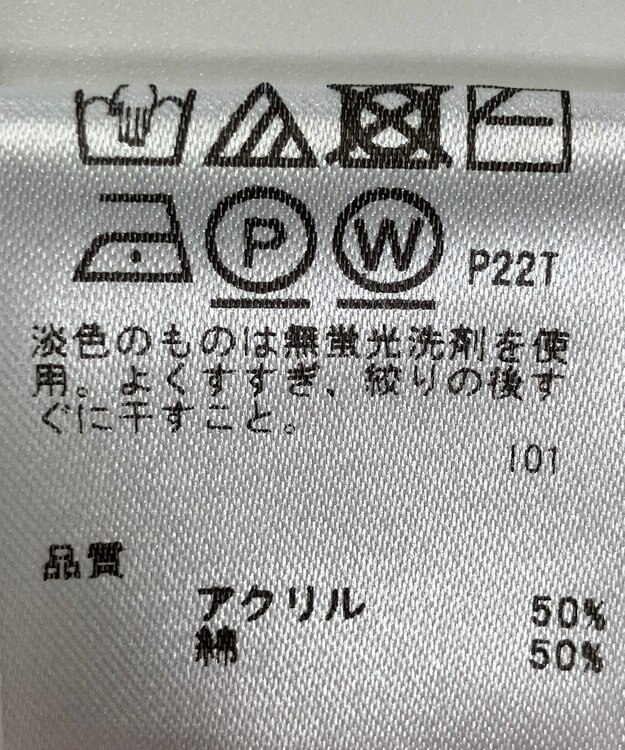 P
W
P22T
淡色のものは無蛍光洗剤を使
用。よくすすぎ、絞りの後す
ぐに干すこと。
101
品質
アクリル 50%
綿 50%